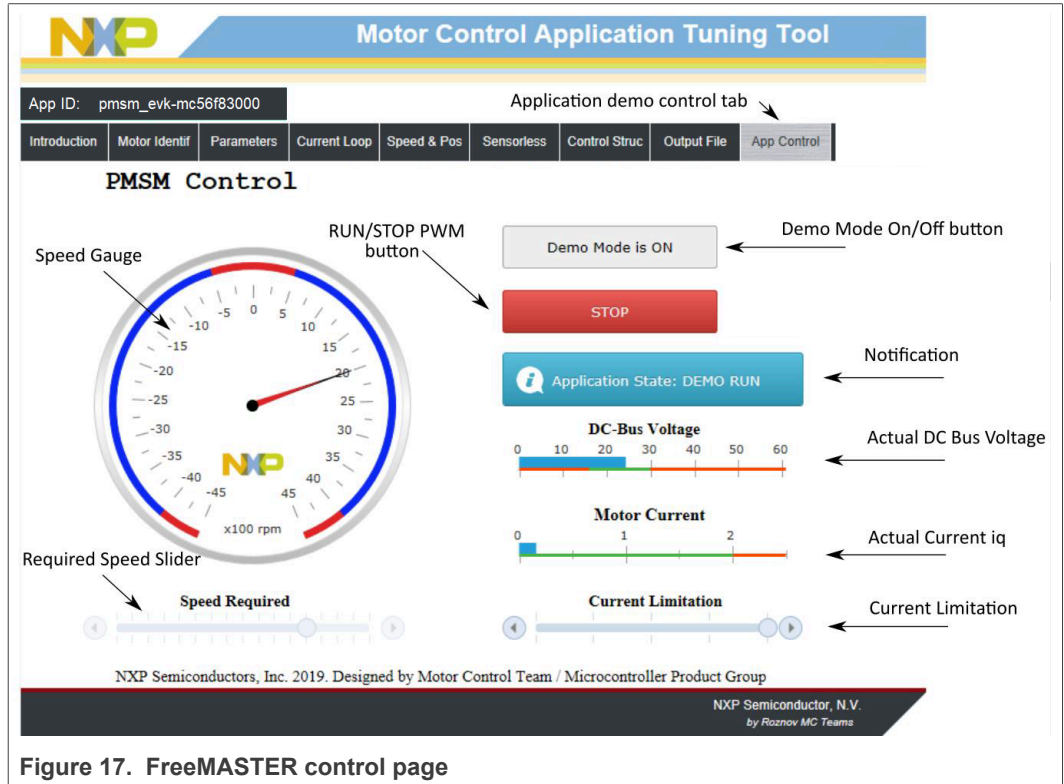 NXP
Motor Control Application Tuning Tool
App ID: pmsm_evk-mc56f83000
Application demo control tab
Introduction Motor Identif Parameters Current Loop Speed & Pos Sensorless Control Struc Output File App Control
PMSM Control
Speed Gauge
RUN/STOP PWM
button
Demo Mode is ON
Demo Mode On/Off button
STOP
Notification
Application State: DEMO RUN
-45
-40
-35
-30
-25
-20
-15
-10
-5
0
5
10
15
20
25
30
35
40
45
NXP
x100 rpm
DC-Bus Voltage
0 10 20 30 40 50 60
Actual DC Bus Voltage
Motor Current
0 1 2
Actual Current iq
Required Speed Slider
Speed Required
Current Limitation
Current Limitation
NXP Semiconductors, Inc. 2019. Designed by Motor Control Team / Microcontroller Product Group
NXP Semiconductor, N.V.
by Roznov MC Teams
Figure 17. FreeMASTER control page